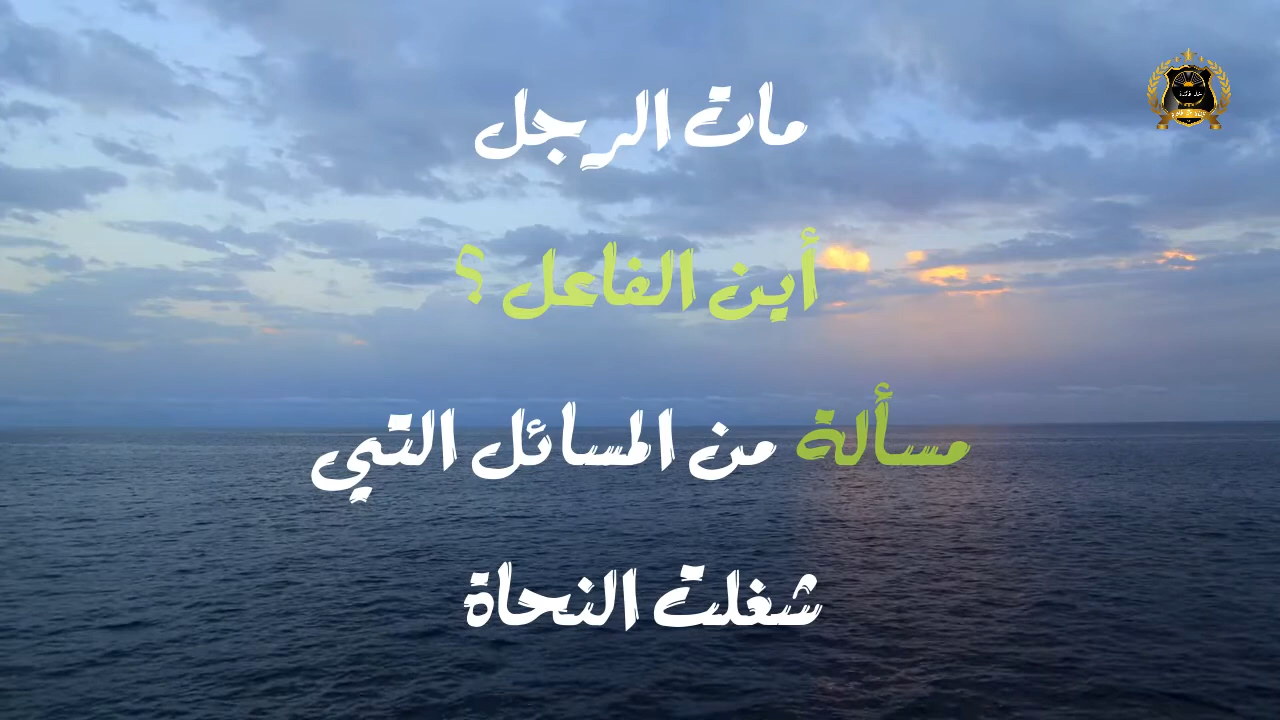 مات الرجل
أين الفاعل ؟
مسألة من المسائل التي
شغلت النحاة